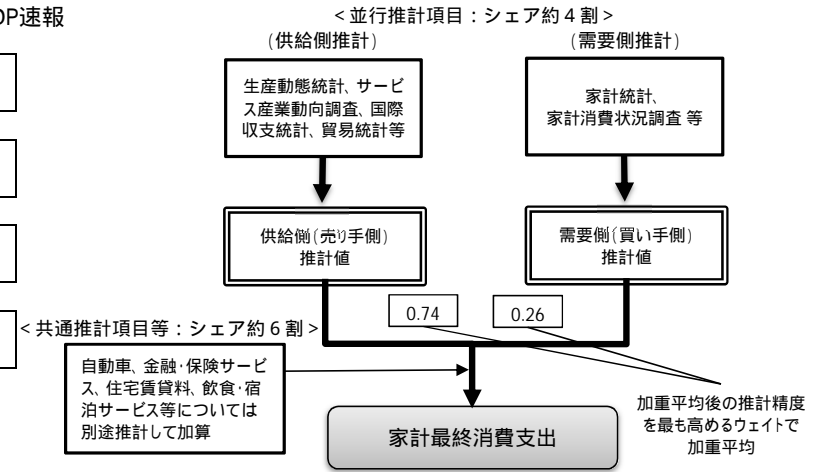 DP速報
<並行推計項目：シェア約４割>
(供給側推計)
(需要側推計)
生産動態統計、サービ
ス産業動向調査、国際
収支統計、貿易統計等
家計統計、
家計消費状況調査 等
供給側(売り手側)
推計値
需要側(買い手側)
推計値
0.74
0.26
<共通推計項目等：シェア約６割>
自動車、金融・保険サービ
ス、住宅賃貸料、飲食・宿
泊サービス等については
別途推計して加算
加重平均後の推計精度
を最も高めるウェイトで
加重平均
家計最終消費支出